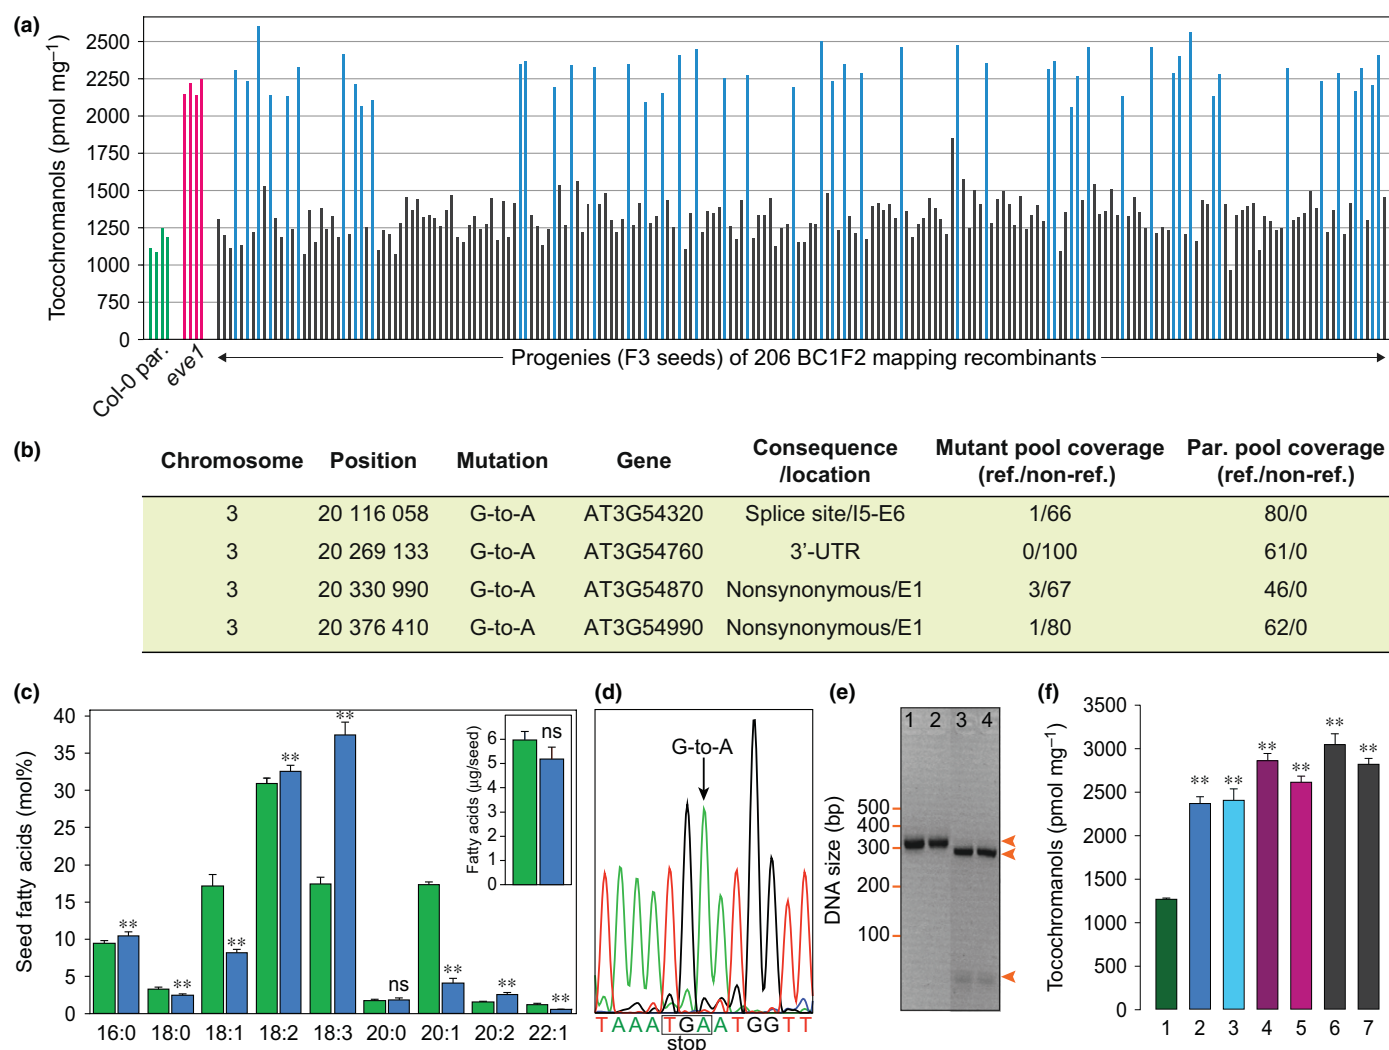 (a)
Tocochromanols (pmol mg⁻¹)
2500
2250
2000
1750
1500
1250
1000
750
500
250
0
Col-0 par.
eve1
Progenies (F3 seeds) of 206 BC1F2 mapping recombinants
(b)
Chromosome Position Mutation Gene Consequence /location Mutant pool coverage (ref./non-ref.) Par. pool coverage (ref./non-ref.)
3 20 116 058 G-to-A AT3G54320 Splice site/I5-E6 1/66 80/0
3 20 269 133 G-to-A AT3G54760 3'-UTR 0/100 61/0
3 20 330 990 G-to-A AT3G54870 Nonsynonymous/E1 3/67 46/0
3 20 376 410 G-to-A AT3G54990 Nonsynonymous/E1 1/80 62/0
(c)
Seed fatty acids (mol%)
40
35
30
25
20
15
10
5
0
** ** ** ** ** ns ** ** **
16:0 18:0 18:1 18:2 18:3 20:0 20:1 20:2 22:1
Fatty acids (µg/seed)
6
5
4
3
2
1
0
ns
(d)
G-to-A
TAAATGAATGGTT
stop
(e)
DNA size (bp)
1 2 3 4
500
400
300
200
100
(f)
Tocochromanols (pmol mg⁻¹)
3500
3000
2500
2000
1500
1000
500
0
** ** ** ** ** **
1 2 3 4 5 6 7